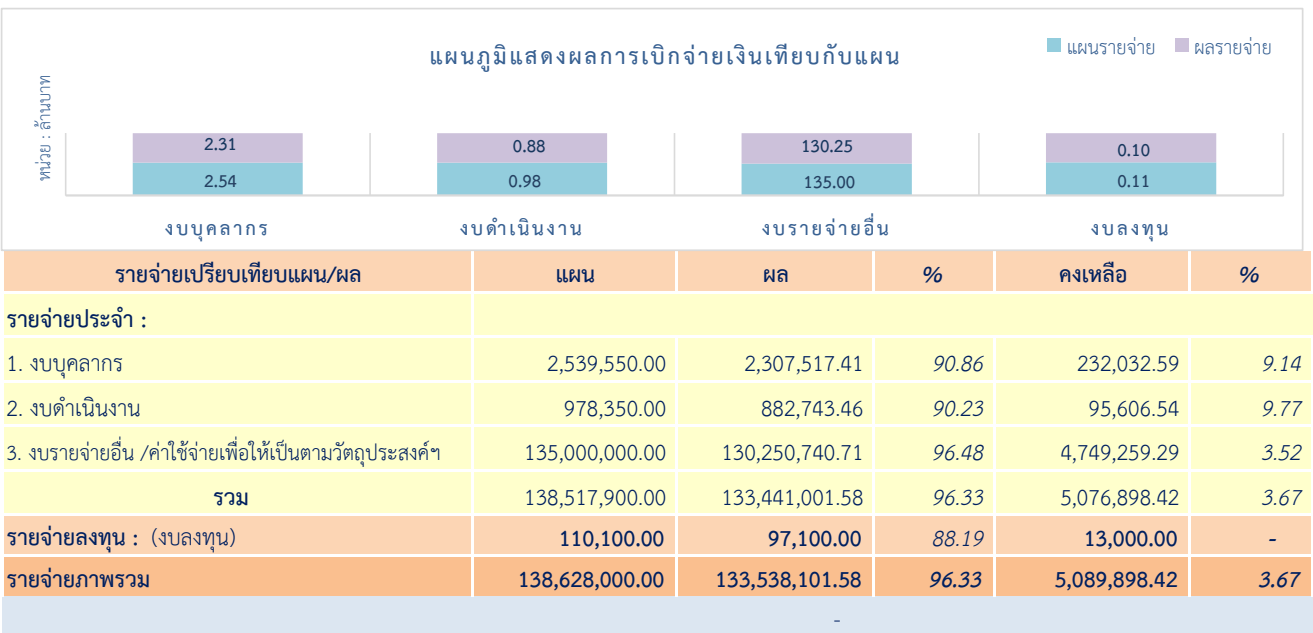 แผนภูมิแสดงผลการเบิกจ่ายเงินเทียบกับแผน
แผนรายจ่าย ผลรายจ่าย
หน่วย : ล้านบาท
2.31 0.88 130.25 0.10
2.54 0.98 135.00 0.11
งบบุคลากร งบดำเนินงาน งบรายจ่ายอื่น งบลงทุน
รายจ่ายเปรียบเทียบแผน/ผล แผน ผล % คงเหลือ %
รายจ่ายประจำ :
1. งบบุคลากร 2,539,550.00 2,307,517.41 90.86 232,032.59 9.14
2. งบดำเนินงาน 978,350.00 882,743.46 90.23 95,606.54 9.77
3. งบรายจ่ายอื่น /ค่าใช้จ่ายเพื่อให้เป็นตามวัตถุประสงค์ฯ 135,000,000.00 130,250,740.71 96.48 4,749,259.29 3.52
รวม 138,517,900.00 133,441,001.58 96.33 5,076,898.42 3.67
รายจ่ายลงทุน : (งบลงทุน) 110,100.00 97,100.00 88.19 13,000.00 -
รายจ่ายภาพรวม 138,628,000.00 133,538,101.58 96.33 5,089,898.42 3.67
-